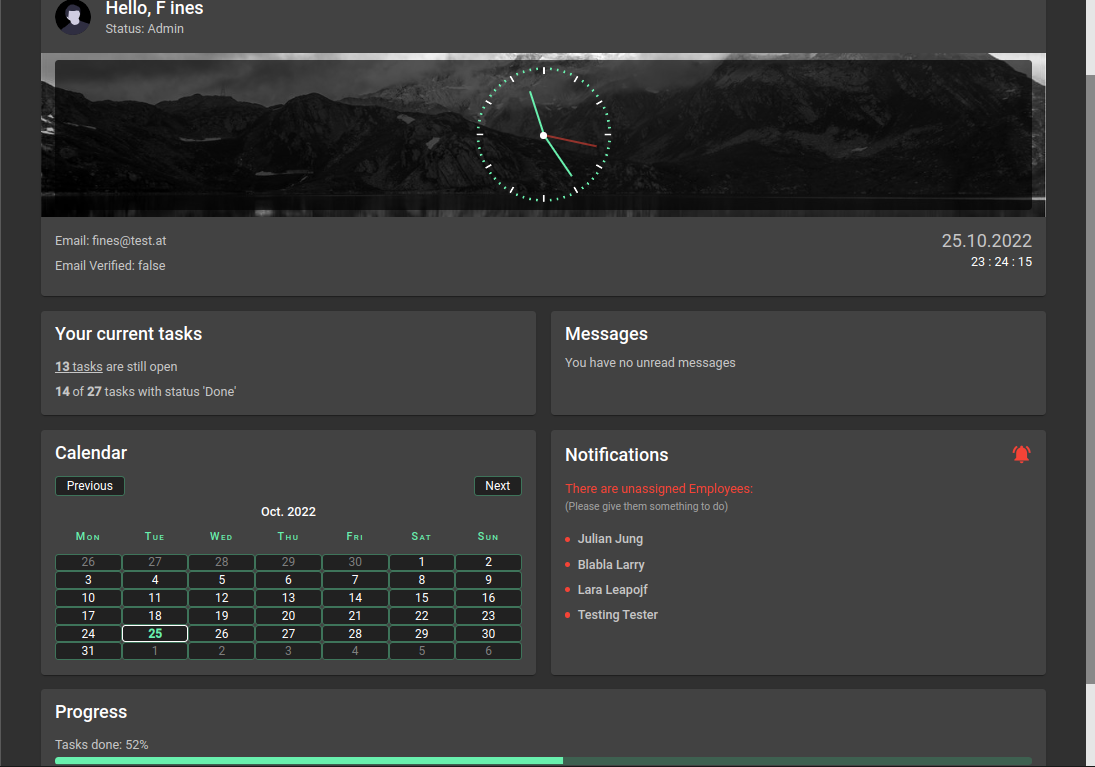 Hello, F ines
Status: Admin
Email: fines@test.at
25.10.2022
Email Verified: false
23 : 24 : 15
Your current tasks
13 tasks are still open
14 of 27 tasks with status 'Done'
Messages
You have no unread messages
Calendar
Previous
Next
Oct. 2022
Mon Tue Wed Thu Fri Sat Sun
26 27 28 29 30 1 2
3 4 5 6 7 8 9
10 11 12 13 14 15 16
17 18 19 20 21 22 23
24 25 26 27 28 29 30
31 1 2 3 4 5 6
Notifications
There are unassigned Employees:
(Please give them something to do)
Julian Jung
Blabla Larry
Lara Leapojf
Testing Tester
Progress
Tasks done: 52%